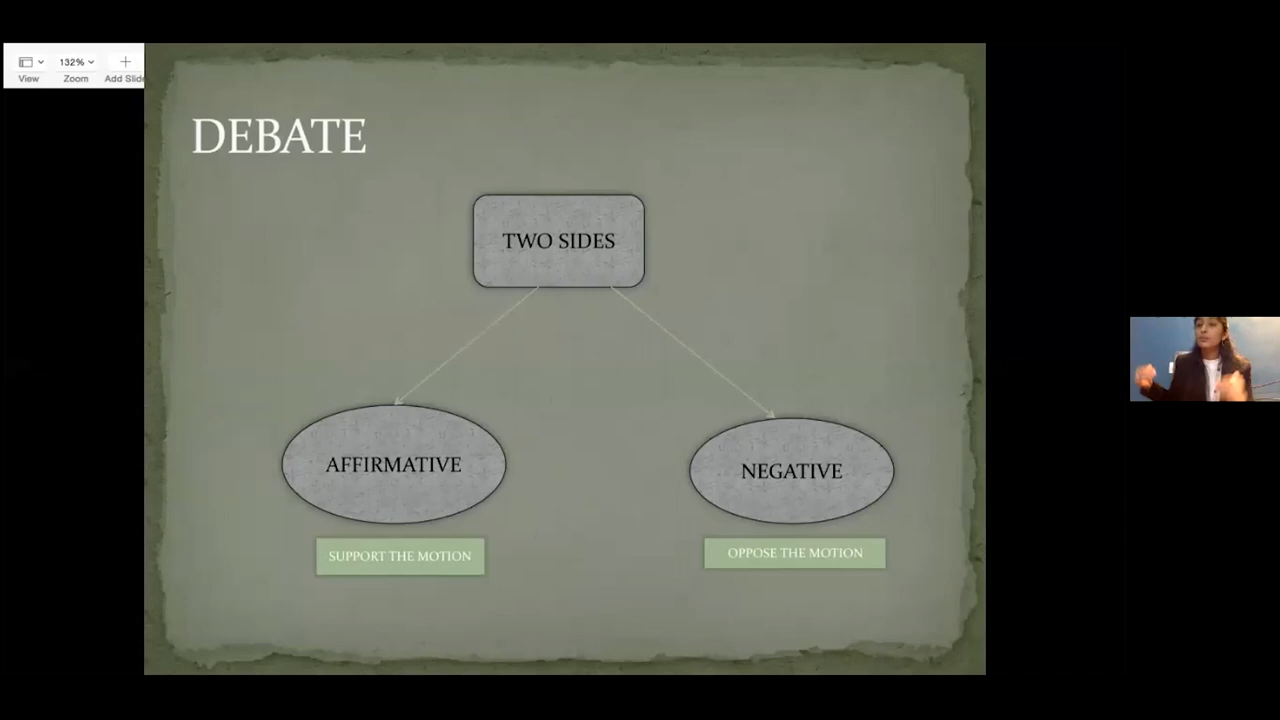 132%
View
Zoom
Add Slide
DEBATE
TWO SIDES
AFFIRMATIVE
NEGATIVE
SUPPORT THE MOTION
OPPOSE THE MOTION